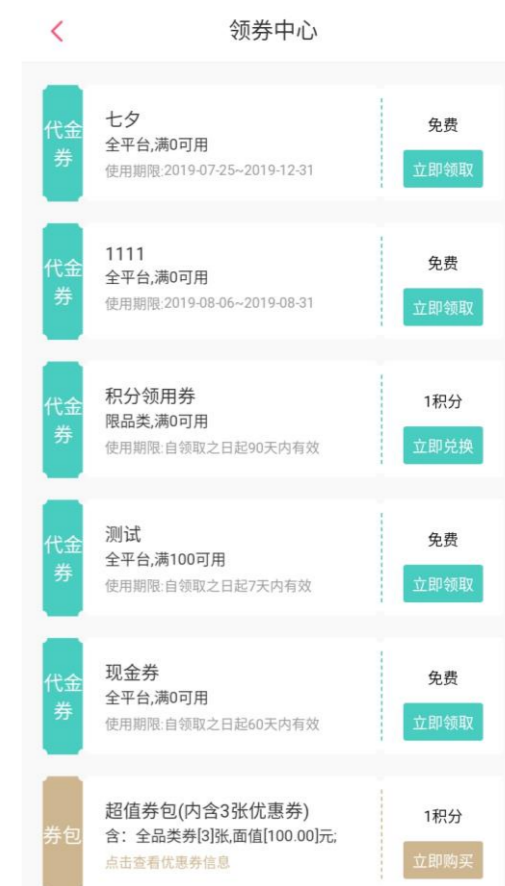 领券中心
代金
券
七夕
全平台,满0可用
使用期限:2019-07-25~2019-12-31
免费
立即领取
代金
券
1111
全平台,满0可用
使用期限:2019-08-06~2019-08-31
免费
立即领取
代金
券
积分领用券
限品类,满0可用
使用期限:自领取之日起90天内有效
1积分
立即兑换
代金
券
测试
全平台,满100可用
使用期限:自领取之日起7天内有效
免费
立即领取
代金
券
现金券
全平台,满0可用
使用期限:自领取之日起60天内有效
免费
立即领取
券包
超值券包(内含3张优惠券)
含：全品类券[3]张,面值[100.00]元;
点击查看优惠券信息
1积分
立即购买